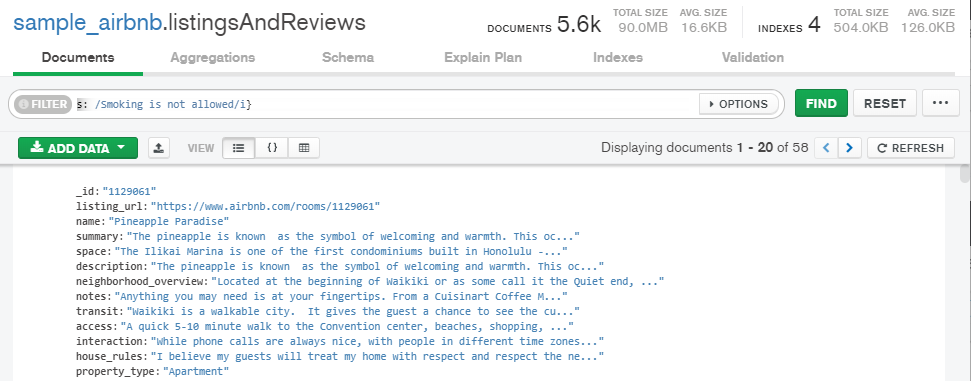 sample_airbnb.listingsAndReviews
DOCUMENTS 5.6k TOTAL SIZE 90.0MB AVG. SIZE 16.6KB INDEXES 4 TOTAL SIZE 504.0KB AVG. SIZE 126.0KB
Documents Aggregations Schema Explain Plan Indexes Validation
FILTER s: /Smoking is not allowed/i} OPTIONS FIND RESET ...
ADD DATA VIEW {} Displaying documents 1 - 20 of 58 < > REFRESH
_id: "1129061"
listing_url: "https://www.airbnb.com/rooms/1129061"
name: "Pineapple Paradise"
summary: "The pineapple is known  as the symbol of welcoming and warmth. This oc..."
space: "The Ilikai Marina is one of the first condominiums built in Honolulu -..."
description: "The pineapple is known  as the symbol of welcoming and warmth. This oc..."
neighborhood_overview: "Located at the beginning of Waikiki or as some call it the Quiet end, ..."
notes: "Anything you may need is at your fingertips. From a Cuisinart Coffee M..."
transit: "Waikiki is a walkable city.  It gives the guest a chance to see the cu..."
access: "A quick 5-10 minute walk to the Convention center, beaches, shopping, ..."
interaction: "While phone calls are always nice, with people in different time zones..."
house_rules: "I believe my guests will treat my home with respect and respect the ne..."
property_type: "Apartment"